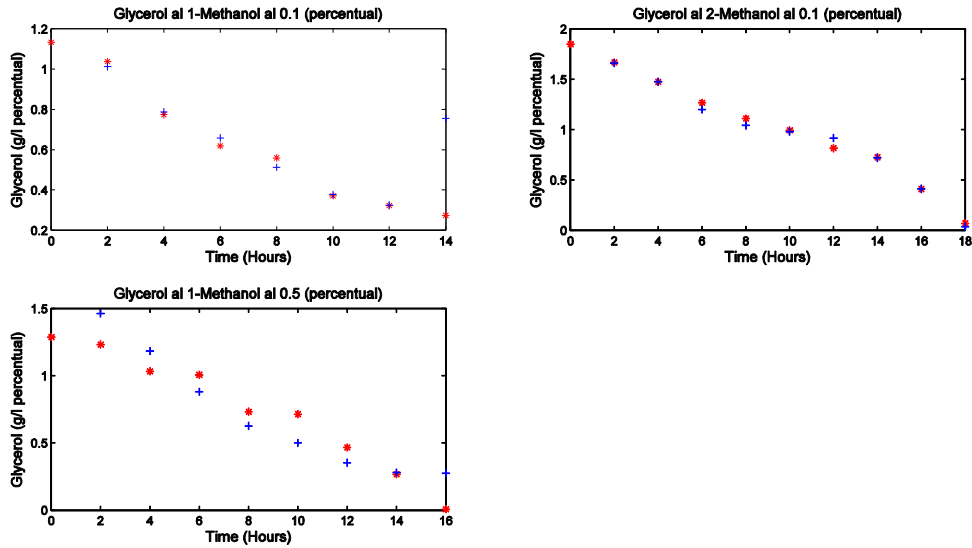 Glycerol al 1-Methanol al 0.1 (percentual)
1.2
1
0.8
0.6
0.4
0.2
Glycerol (g/l percentual)
0 2 4 6 8 10 12 14
Time (Hours)
Glycerol al 2-Methanol al 0.1 (percentual)
2
1.5
1
0.5
0
Glycerol (g/l percentual)
0 2 4 6 8 10 12 14 16 18
Time (Hours)
Glycerol al 1-Methanol al 0.5 (percentual)
1.5
1
0.5
0
Glycerol (g/l percentual)
0 2 4 6 8 10 12 14 16
Time (Hours)